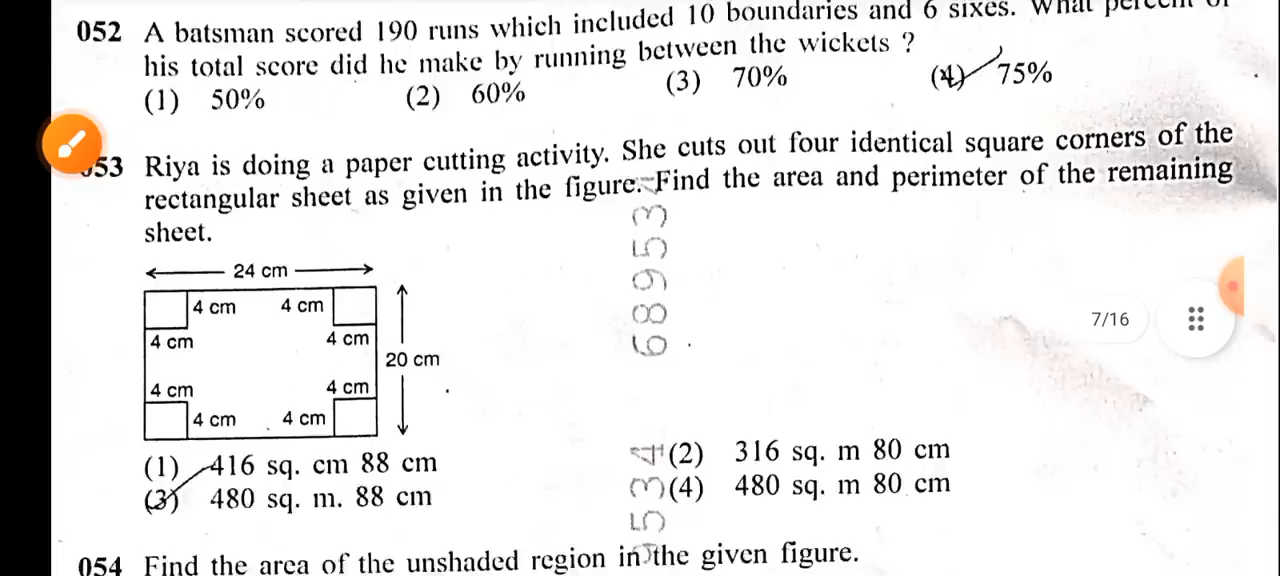 052 A batsman scored 190 runs which included 10 boundaries and 6 sixes. What percent of
his total score did he make by running between the wickets ?
(1) 50% (2) 60% (3) 70% (4) 75%
053 Riya is doing a paper cutting activity. She cuts out four identical square corners of the
rectangular sheet as given in the figure. Find the area and perimeter of the remaining
sheet.
24 cm
4 cm 4 cm
4 cm 4 cm
20 cm
4 cm 4 cm
4 cm 4 cm
(1) 416 sq. cm 88 cm (2) 316 sq. m 80 cm
(3) 480 sq. m. 88 cm (4) 480 sq. m 80 cm
054 Find the area of the unshaded region in the given figure.
7/16